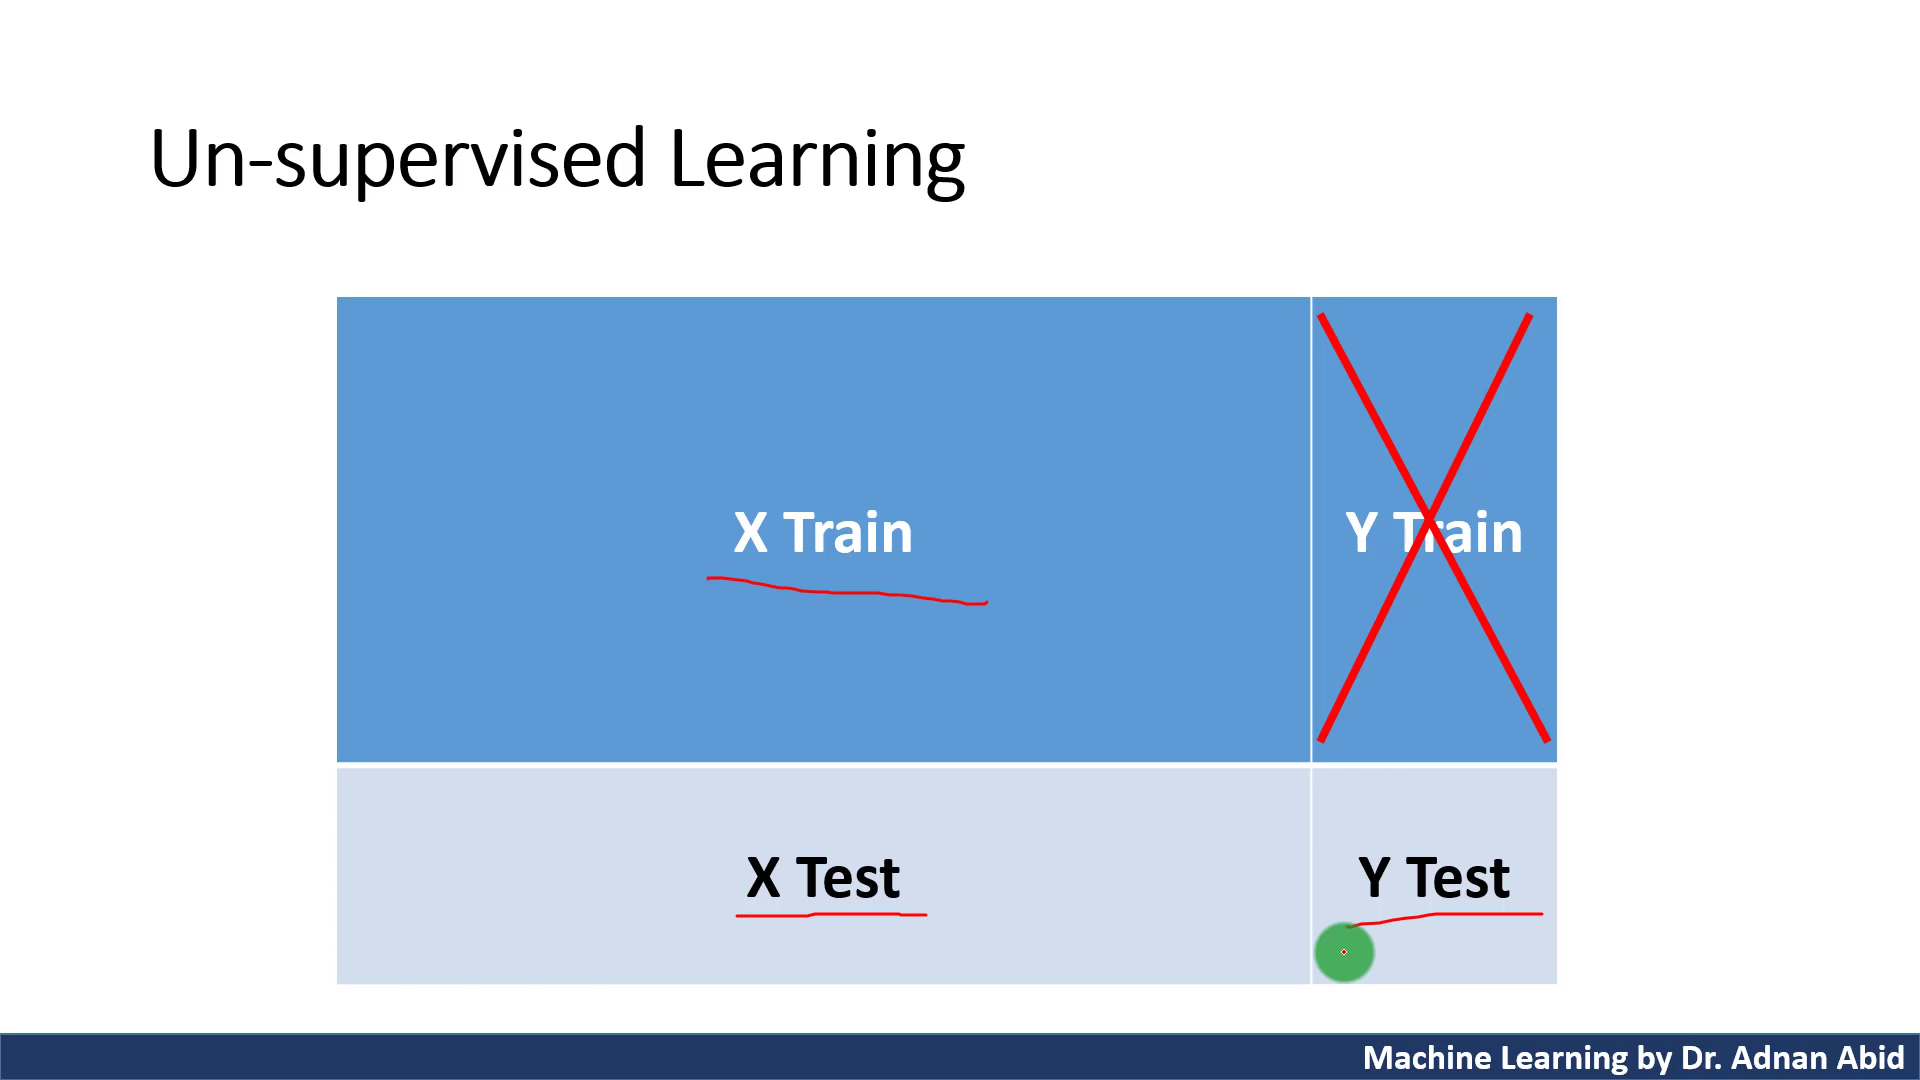 Un-supervised Learning
X Train
Y Train
X Test
Y Test
Machine Learning by Dr. Adnan Abid